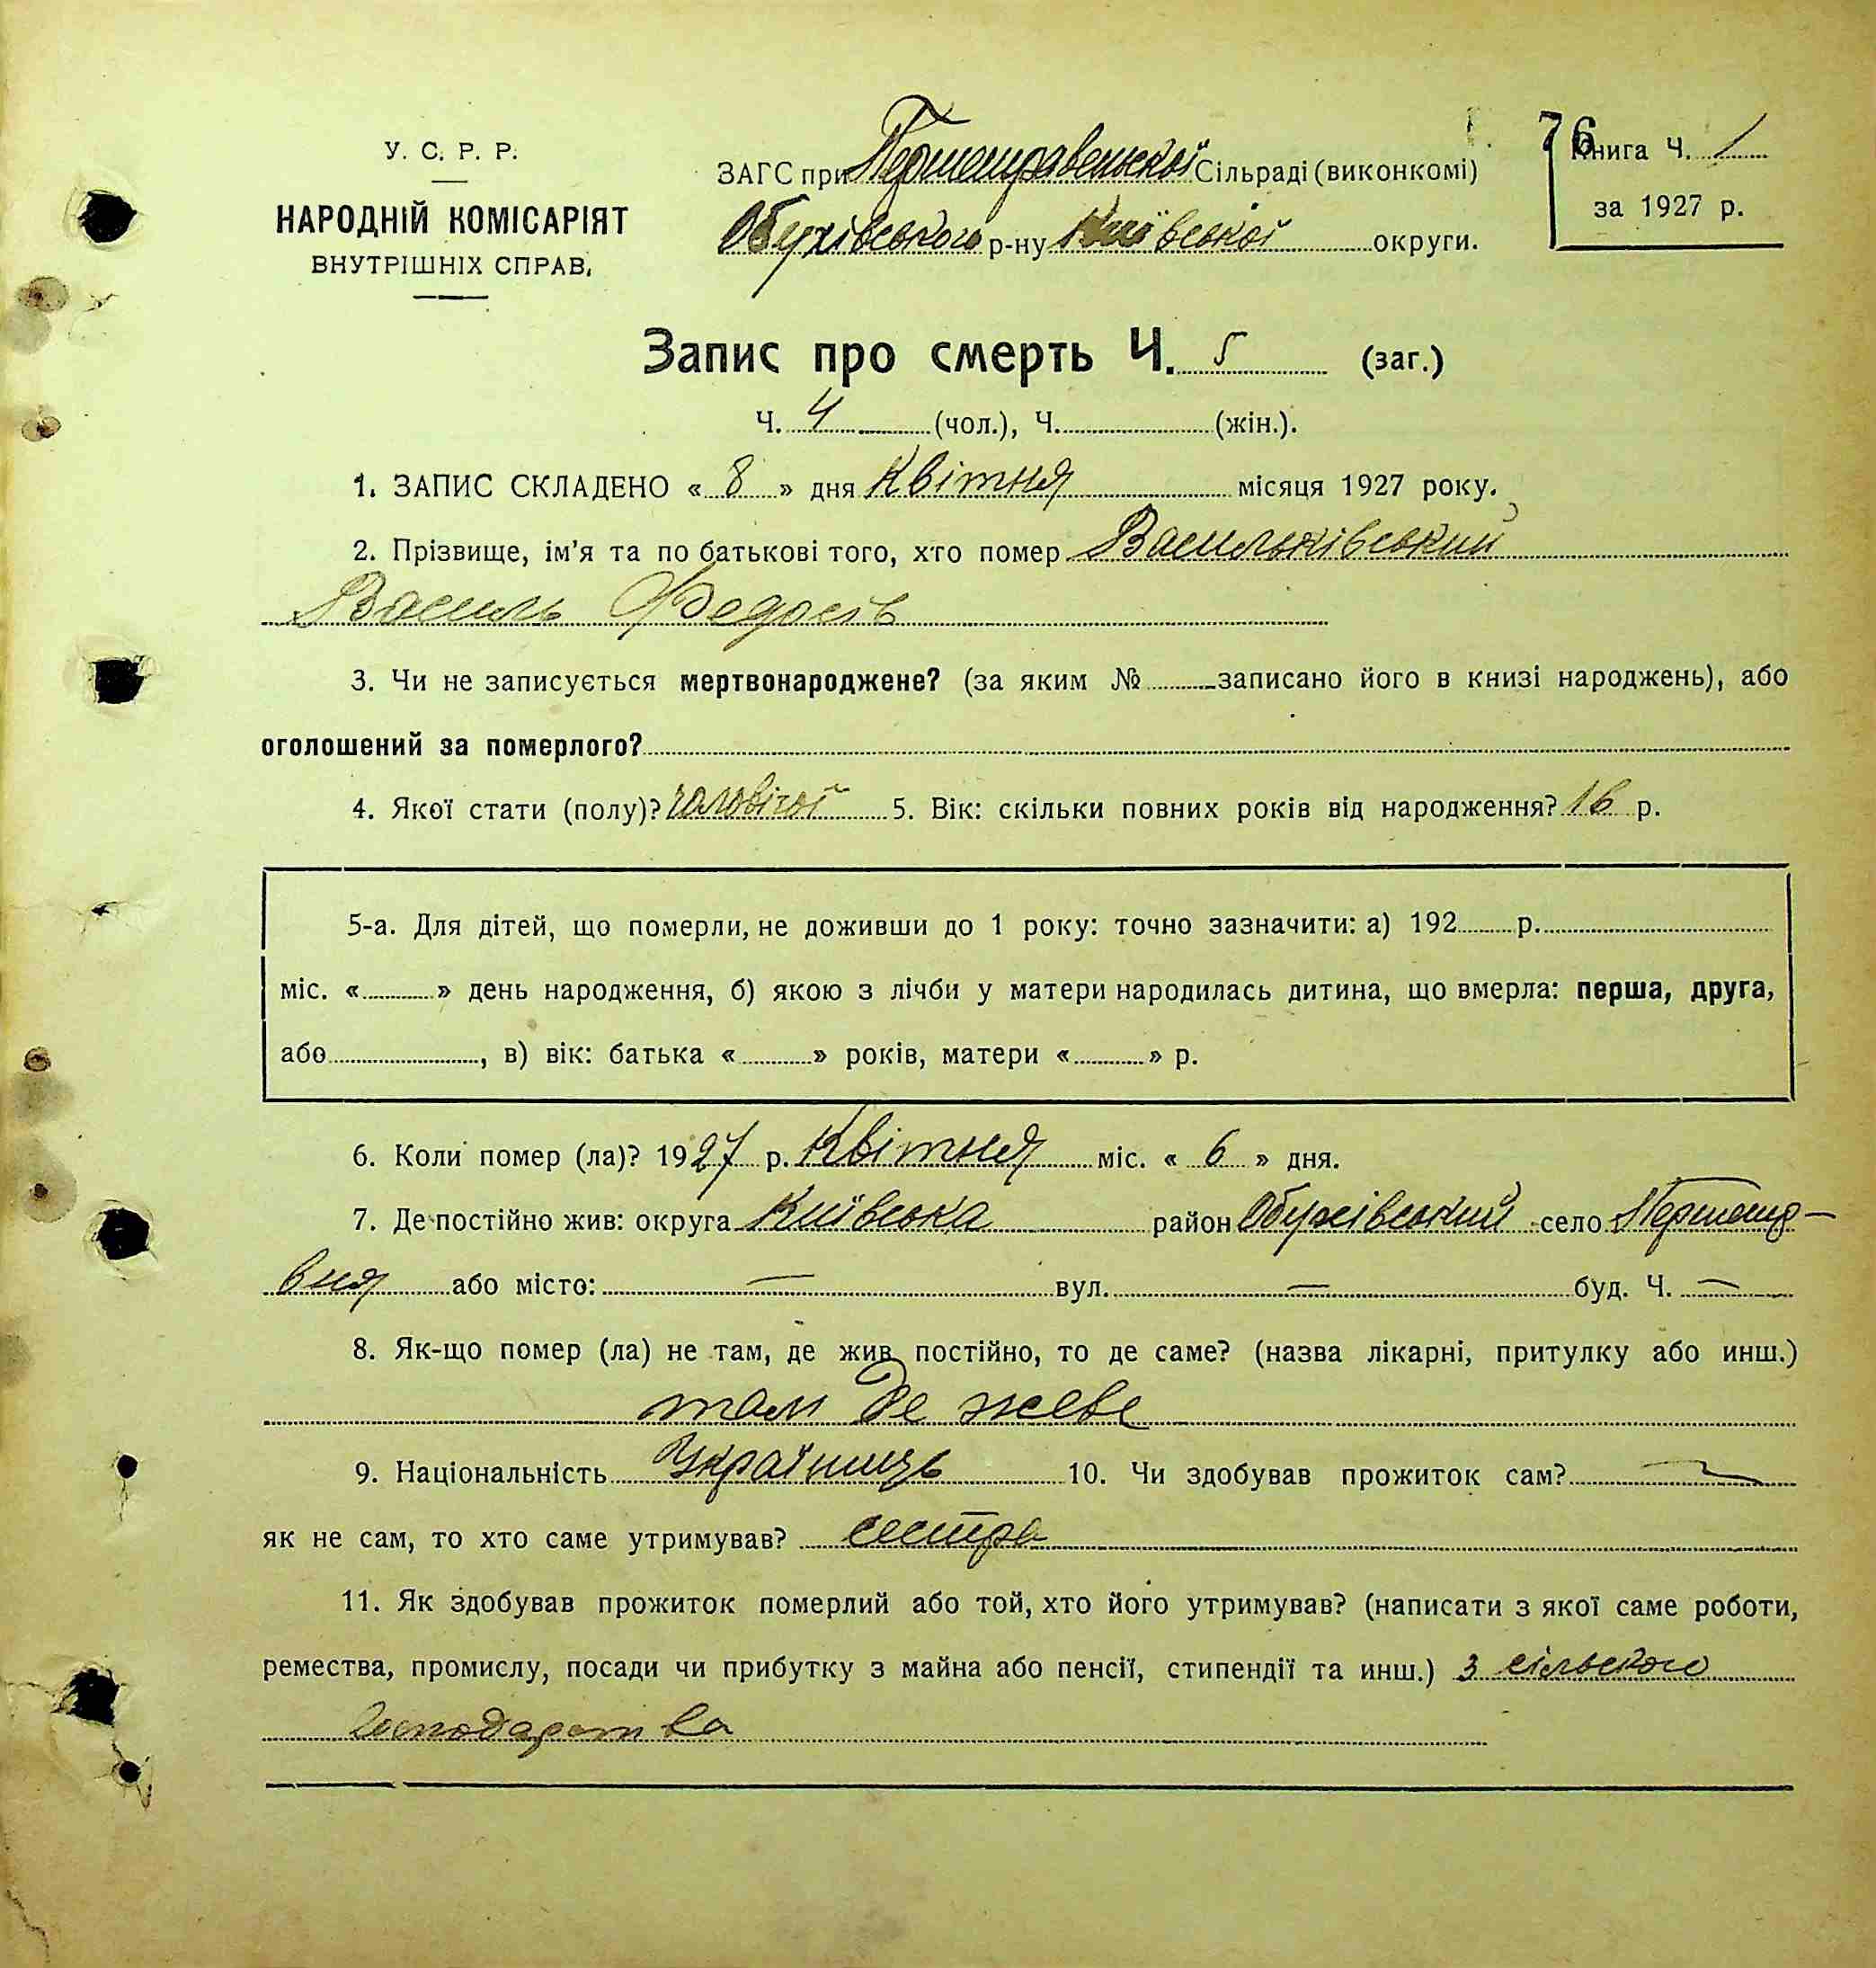 76
У. С. Р. Р.
НАРОДНІЙ КОМІСАРІЯТ
ВНУТРІШНІХ СПРАВ.
ЗАГС при Сільраді (виконкомі)
Обухівського р-ну Київської округи.
Книга Ч. 1
за 1927 р.
Запис про смерть Ч. 5 (заг.)
Ч. 4 (чол.), Ч. (жін.).
1. ЗАПИС СКЛАДЕНО « 8 » дня Квітня місяця 1927 року.
2. Прізвище, ім'я та по батькові того, хто помер Васильківський
Василь Федосів
3. Чи не записується мертвонароджене? (за яким № записано його в книзі народжень), або
оголошений за померлого?
4. Якої стати (полу)? чоловічої 5. Вік: скільки повних років від народження? 16 р.
5-а. Для дітей, що померли, не доживши до 1 року: точно зазначити: а) 192 р.
міс. « » день народження, б) якою з лічби у матери народилась дитина, що вмерла: перша, друга,
або , в) вік: батька « » років, матери « » р.
6. Коли помер (ла)? 1927 р. Квітня міс. « 6 » дня.
7. Де постійно жив: округа Київська район Обухівський село
вня або місто: — вул. — буд. Ч. —
8. Як-що помер (ла) не там, де жив постійно, то де саме? (назва лікарні, притулку або инш.)
там де живе
9. Національність Українець 10. Чи здобував прожиток сам? —
як не сам, то хто саме утримував? сестра
11. Як здобував прожиток померлий або той, хто його утримував? (написати з якої саме роботи,
ремества, промислу, посади чи прибутку з майна або пенсії, стипендії та инш.) З сільского
господарства